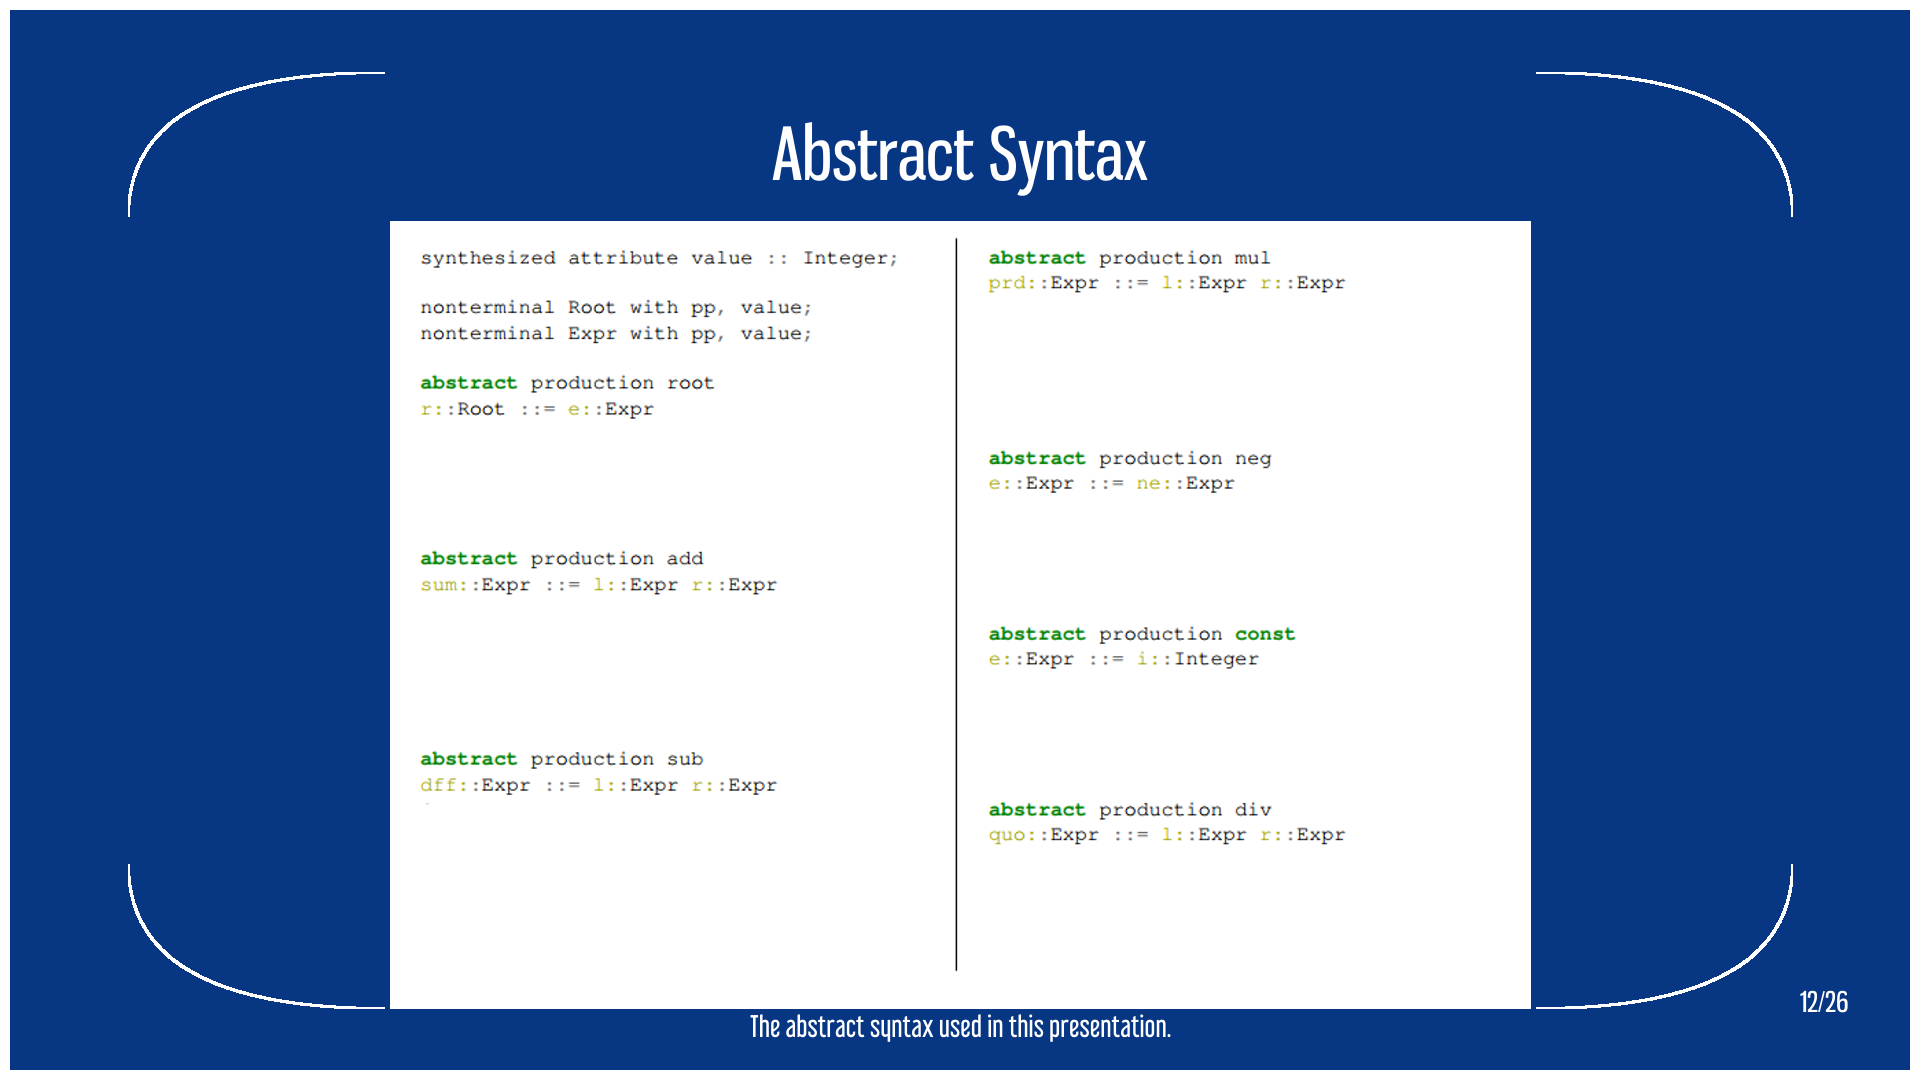 Abstract Syntax
synthesized attribute value :: Integer;
nonterminal Root with pp, value;
nonterminal Expr with pp, value;
abstract production root
r::Root ::= e::Expr
abstract production add
sum::Expr ::= l::Expr r::Expr
abstract production sub
dff::Expr ::= l::Expr r::Expr
abstract production mul
prd::Expr ::= l::Expr r::Expr
abstract production neg
e::Expr ::= ne::Expr
abstract production const
e::Expr ::= i::Integer
abstract production div
quo::Expr ::= l::Expr r::Expr
The abstract syntax used in this presentation.
12/26